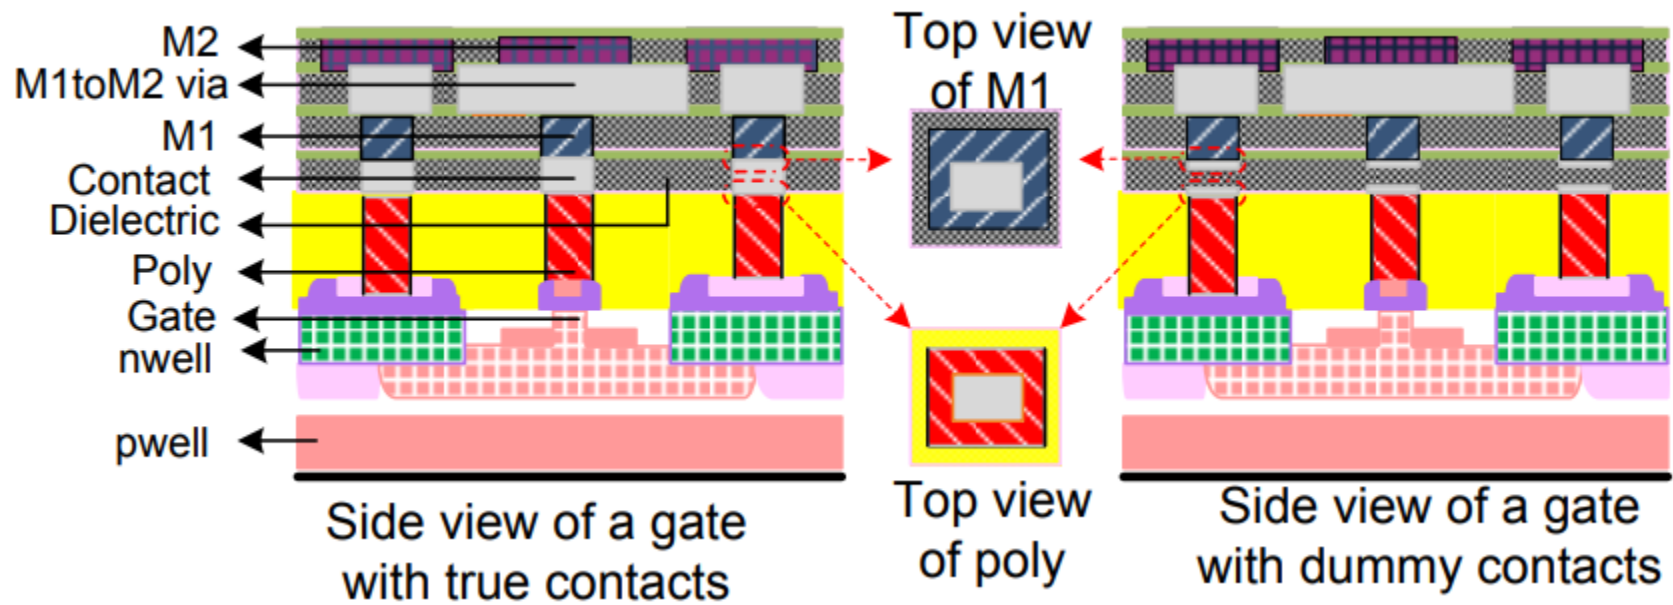 M2
M1toM2 via
M1
Contact
Dielectric
Poly
Gate
nwell
pwell
Side view of a gate
with true contacts
Top view
of M1
Top view
of poly
Side view of a gate
with dummy contacts